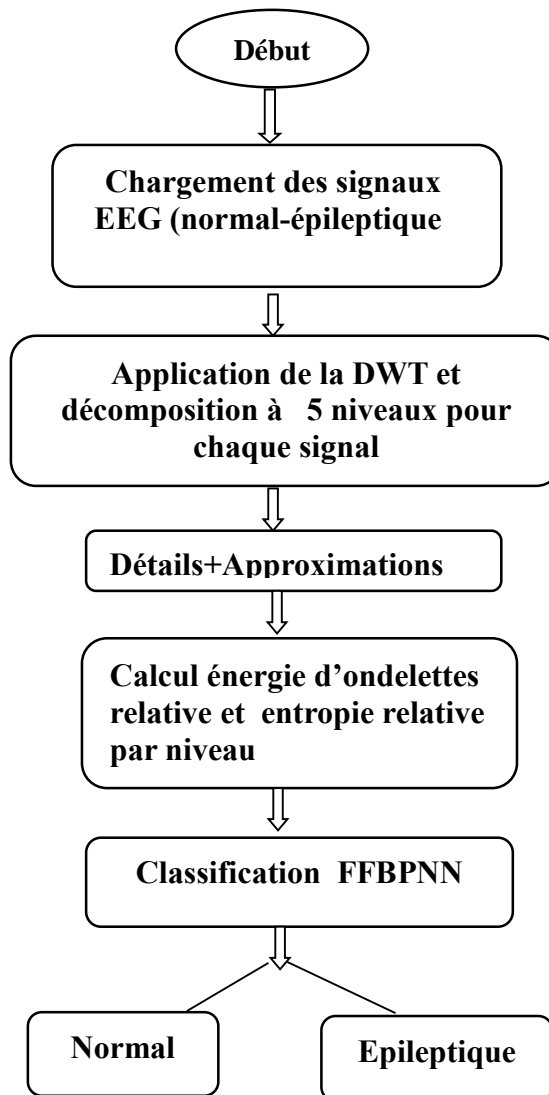 Début
Chargement des signaux
EEG (normal-épileptique
Application de la DWT et
décomposition à 5 niveaux pour
chaque signal
Détails+Approximations
Calcul énergie d’ondelettes
relative et entropie relative
par niveau
Classification FFBPNN
Normal
Epileptique